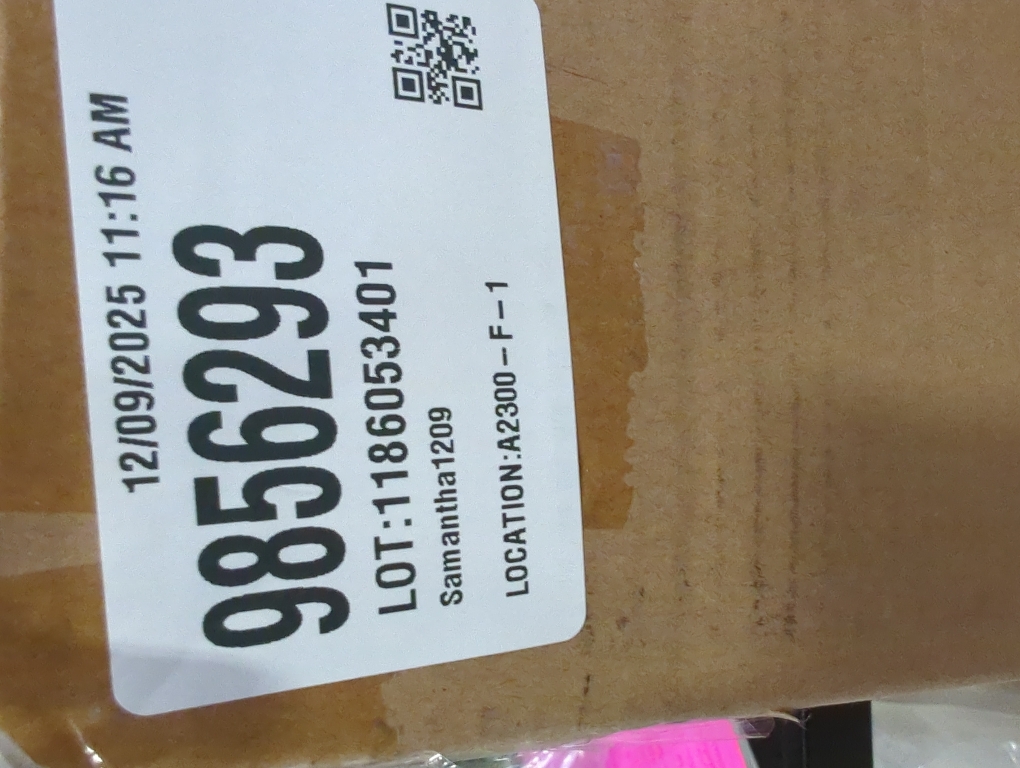 12/09/2025 11:16 AM
9856293
LOT:1186053401
Samantha1209
LOCATION:A2300-F-1